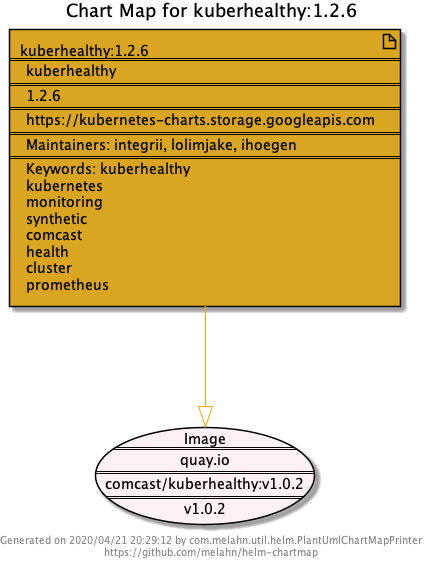 Chart Map for kuberhealthy:1.2.6
kuberhealthy:1.2.6
kuberhealthy
1.2.6
https://kubernetes-charts.storage.googleapis.com
Maintainers: integrii, lolimjake, ihoegen
Keywords: kuberhealthy
kubernetes
monitoring
synthetic
comcast
health
cluster
prometheus
Image
quay.io
comcast/kuberhealthy:v1.0.2
v1.0.2
Generated on 2020/04/21 20:29:12 by com.melahn.util.helm.PlantUmlChartMapPrinter
https://github.com/melahn/helm-chartmap